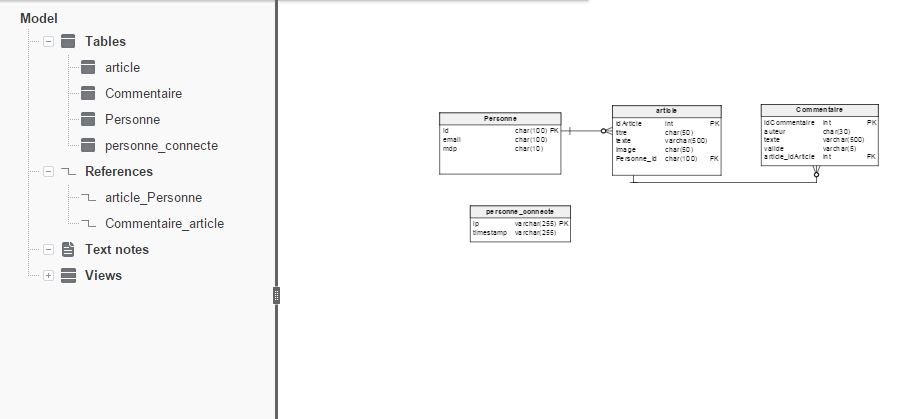 Model
Tables
article
Commentaire
Personne
personne_connecte
References
article_Personne
Commentaire_article
Text notes
Views
Personne
id char(100) PK
email char(100)
mdp char(10)
article
idArticle int PK
titre char(50)
texte varchar(500)
image char(50)
Personne_id char(100) FK
Commentaire
idCommentaire int PK
auteur char(30)
texte varchar(500)
valide varchar(5)
article_idArticle int FK
personne_connecte
ip varchar(255) PK
timestamp varchar(255)